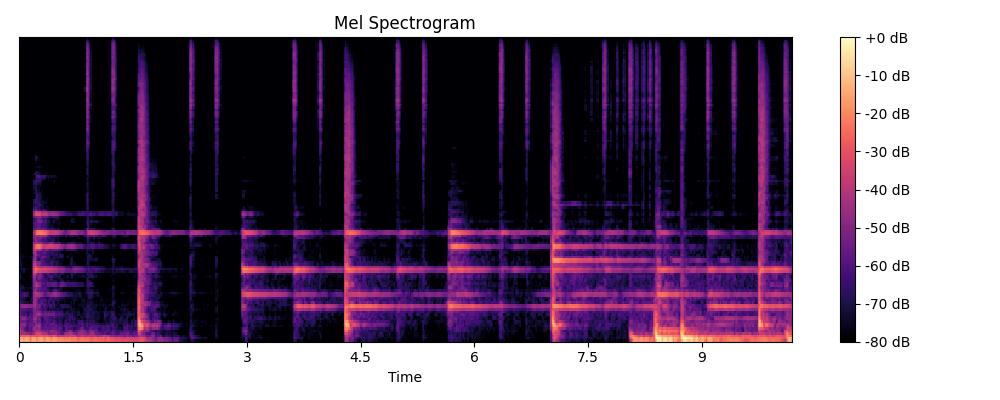 Mel Spectrogram
+0 dB
-10 dB
-20 dB
-30 dB
-40 dB
-50 dB
-60 dB
-70 dB
-80 dB
0 1.5 3 4.5 6 7.5 9
Time